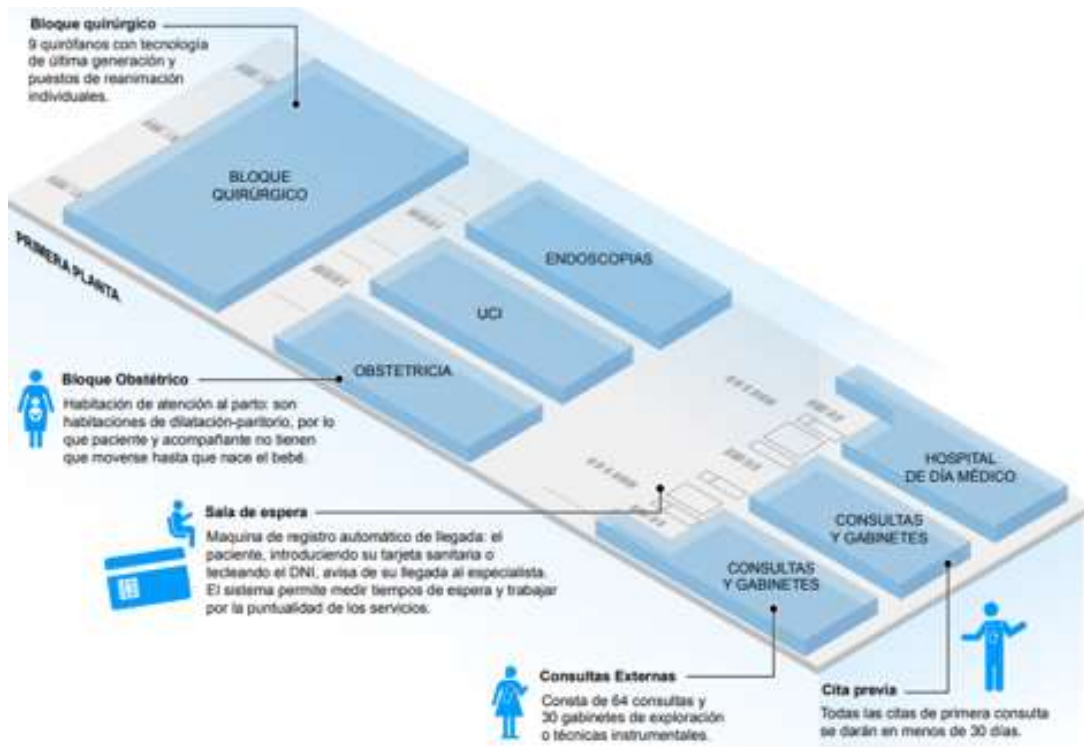 Bloque quirúrgico
9 quirófanos con tecnología
de última generación y
puestos de reanimación
individuales.
BLOQUE
QUIRÚRGICO
ENDOSCOPIAS
UCI
OBSTETRICIA
PRIMERA PLANTA
Bloque Obstétrico
Habitación de atención al parto: son
habitaciones de dilatación-paritorio, por lo
que paciente y acompañante no tienen
que moverse hasta que nace el bebé.
HOSPITAL
DE DÍA MÉDICO
CONSULTAS
Y GABINETES
CONSULTAS
Y GABINETES
Sala de espera
Maquina de registro automático de llegada: el
paciente, introduciendo su tarjeta sanitaria o
tecleando el DNI, avisa de su llegada al especialista.
El sistema permite medir tiempos de espera y trabajar
por la puntualidad de los servicios.
Consultas Externas
Consta de 64 consultas y
30 gabinetes de exploración
o técnicas instrumentales.
Cita previa
Todas las citas de primera consulta
se darán en menos de 30 días.